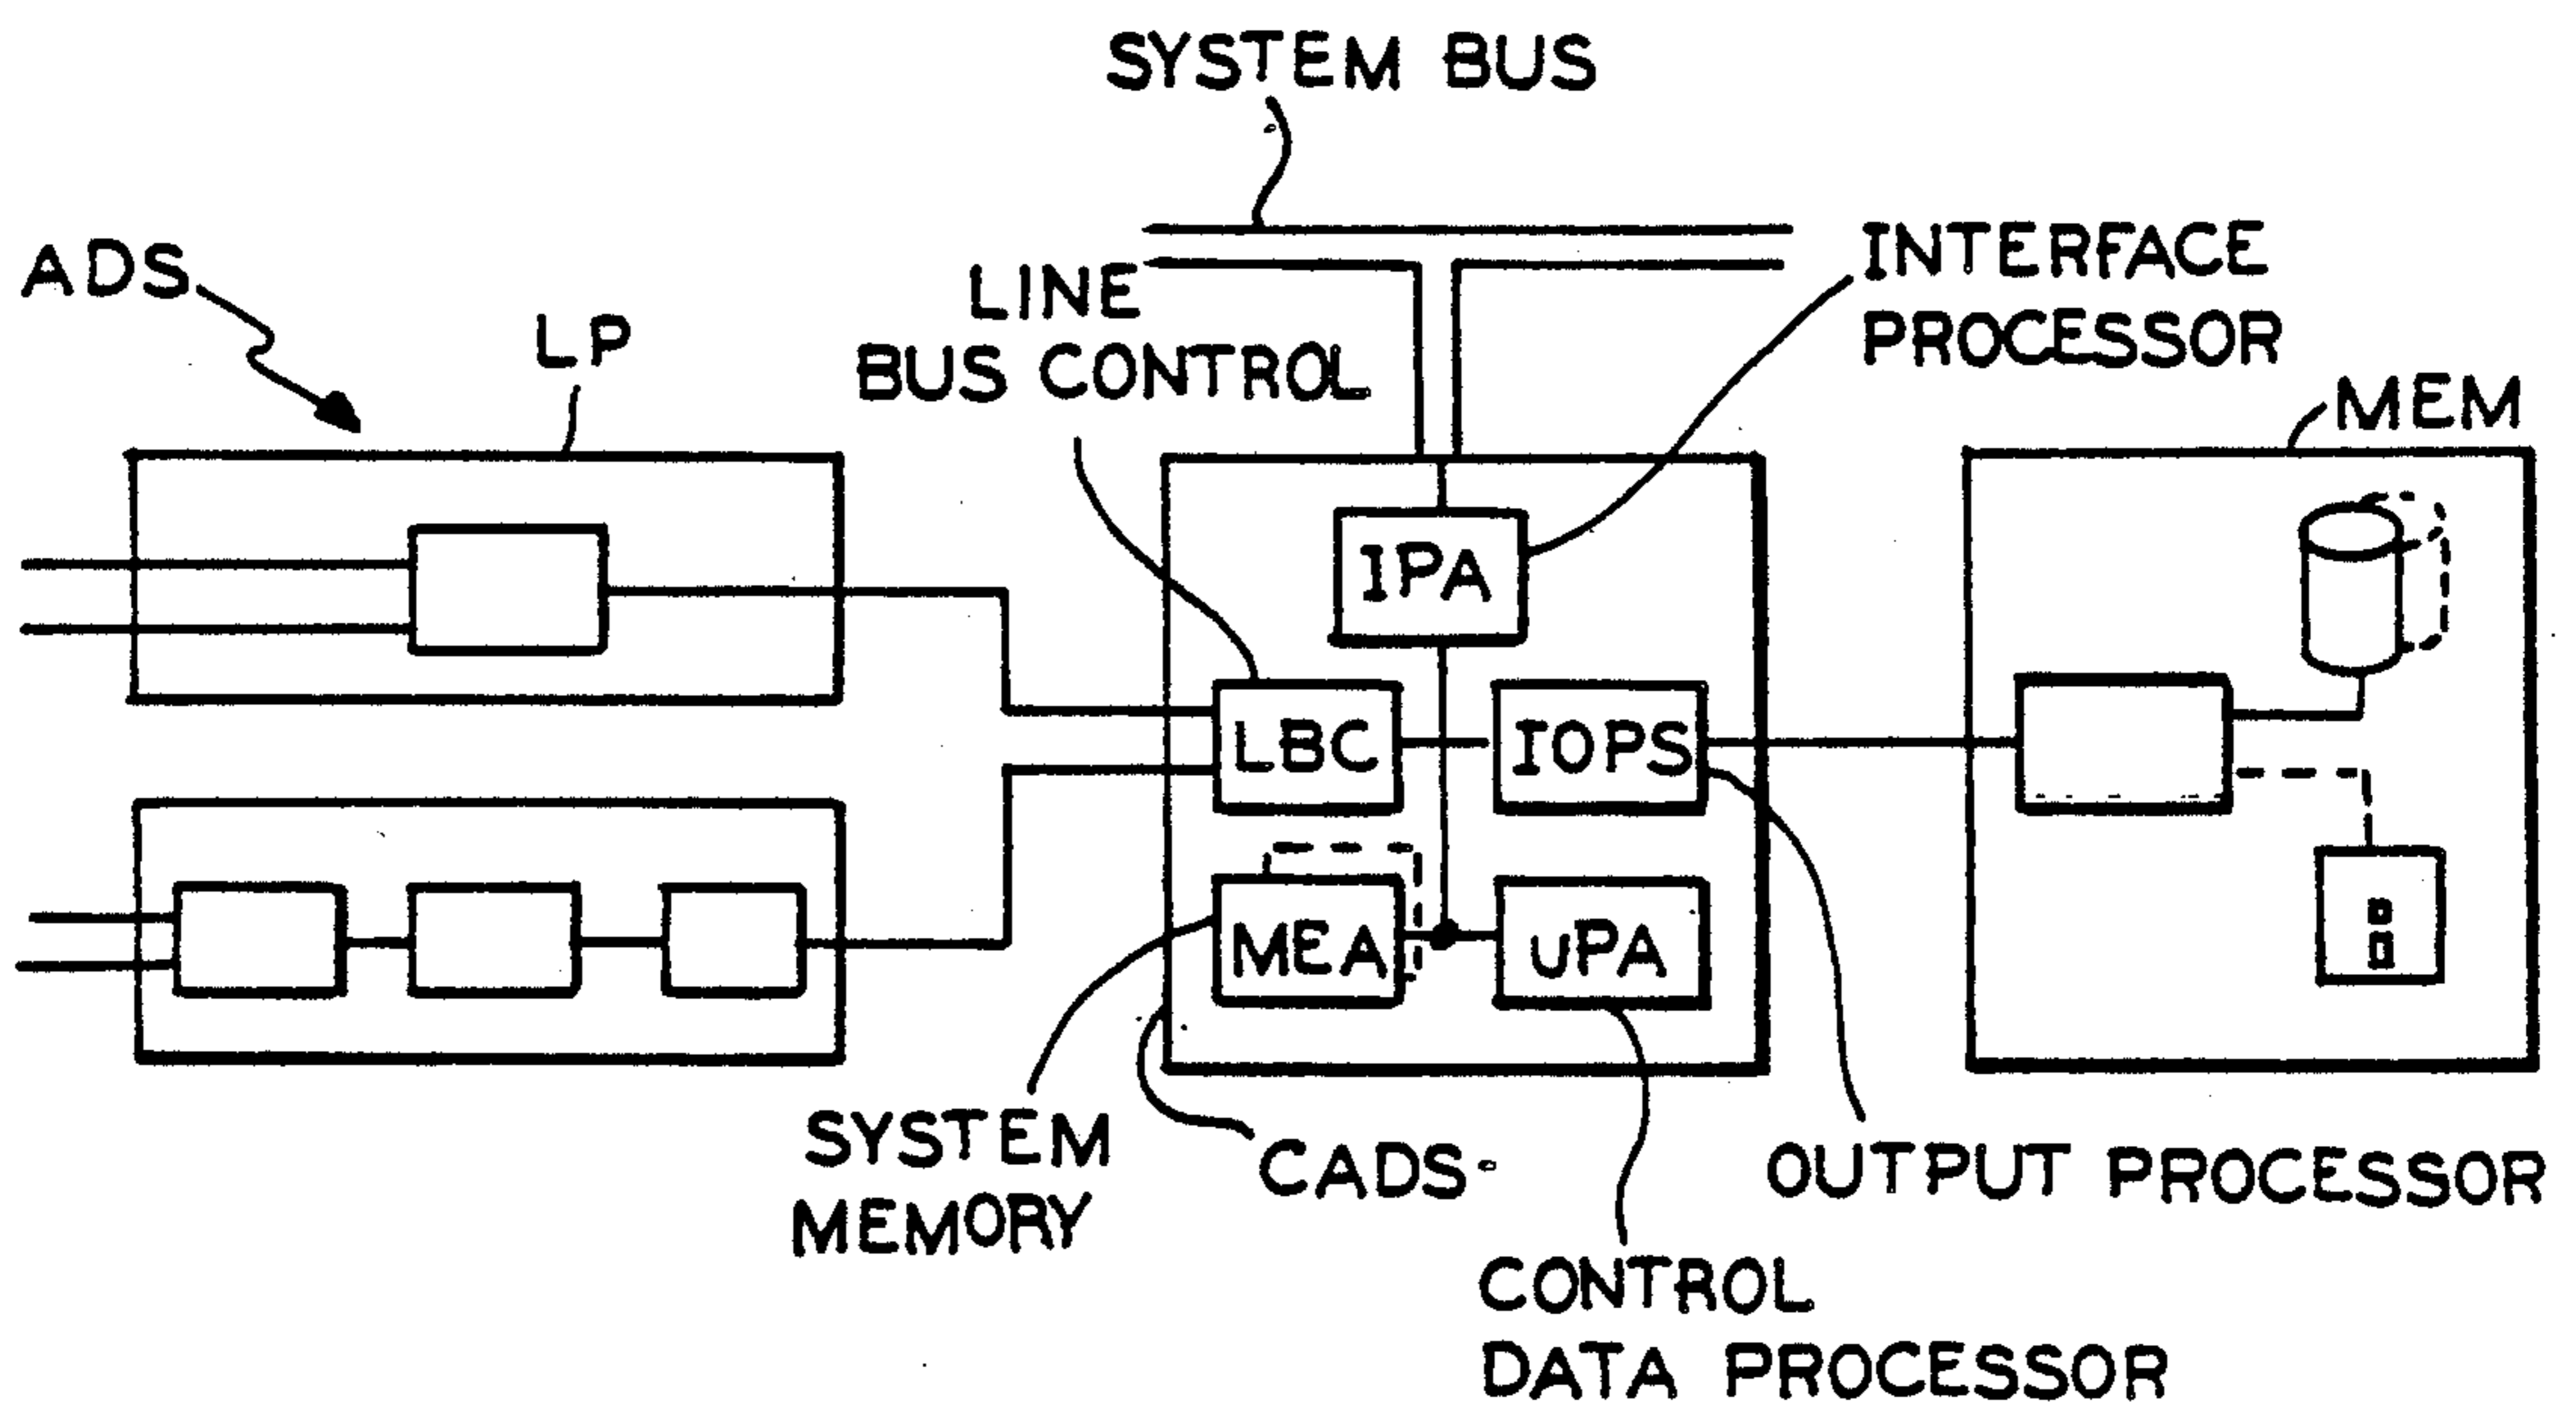 SYSTEM BUS
ADS
LP
LINE
BUS CONTROL
INTERFACE
PROCESSOR
MEM
IPA
LBC
IOPS
MEA
uPA
SYSTEM
MEMORY
CADS
OUTPUT PROCESSOR
CONTROL
DATA PROCESSOR